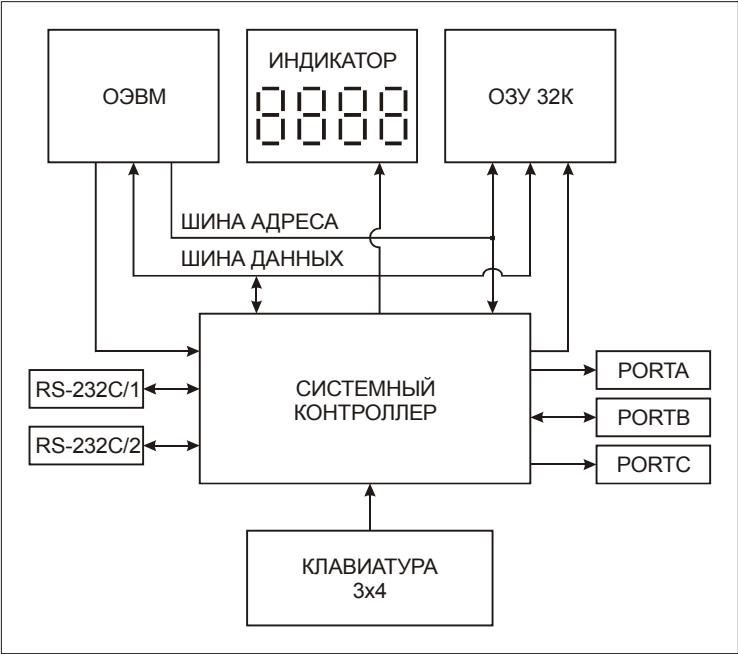 ОЭВМ
ИНДИКАТОР
ОЗУ 32К
ШИНА АДРЕСА
ШИНА ДАННЫХ
RS-232C/1
RS-232C/2
СИСТЕМНЫЙ
КОНТРОЛЛЕР
PORTA
PORTB
PORTC
КЛАВИАТУРА
3x4